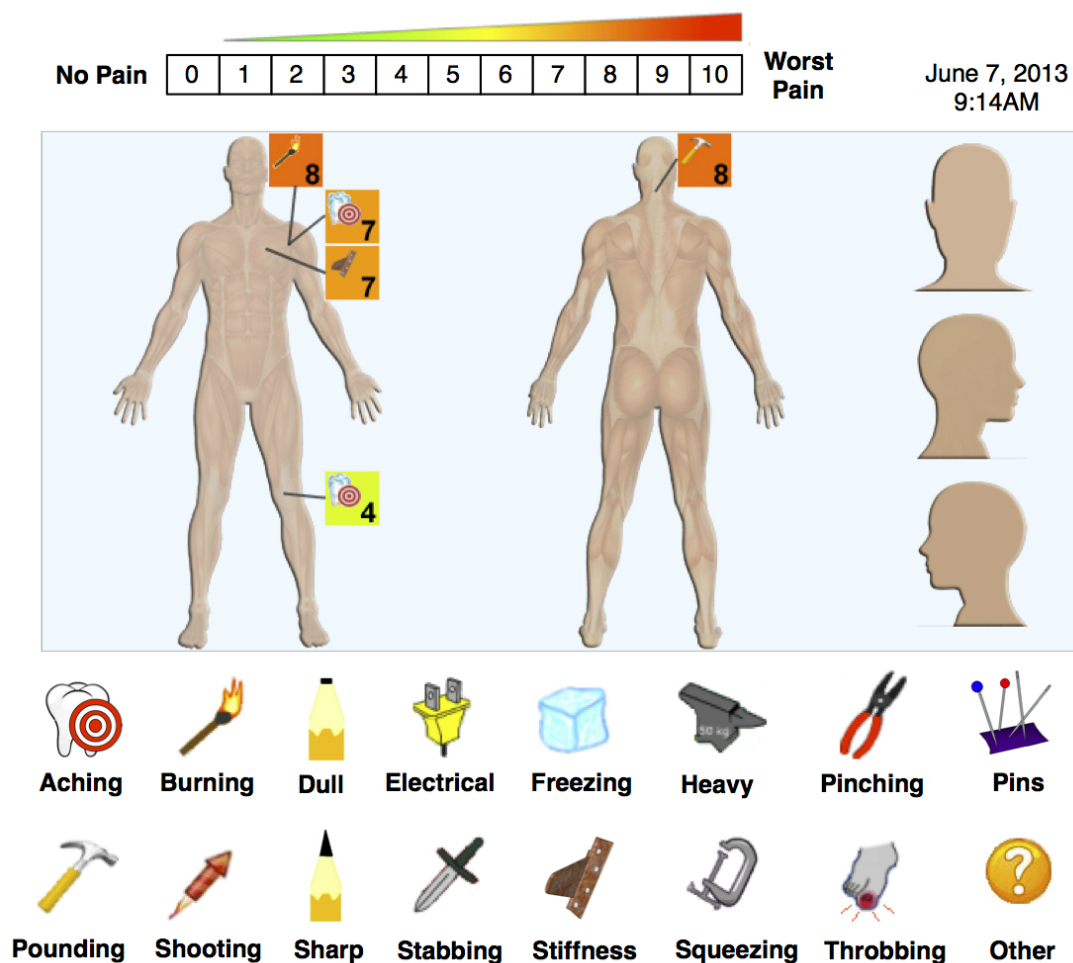 No Pain 0 1 2 3 4 5 6 7 8 9 10 Worst
Pain
June 7, 2013
9:14AM
8
7
7
4
8
50 kg
Aching Burning Dull Electrical Freezing Heavy Pinching Pins
Pounding Shooting Sharp Stabbing Stiffness Squeezing Throbbing Other